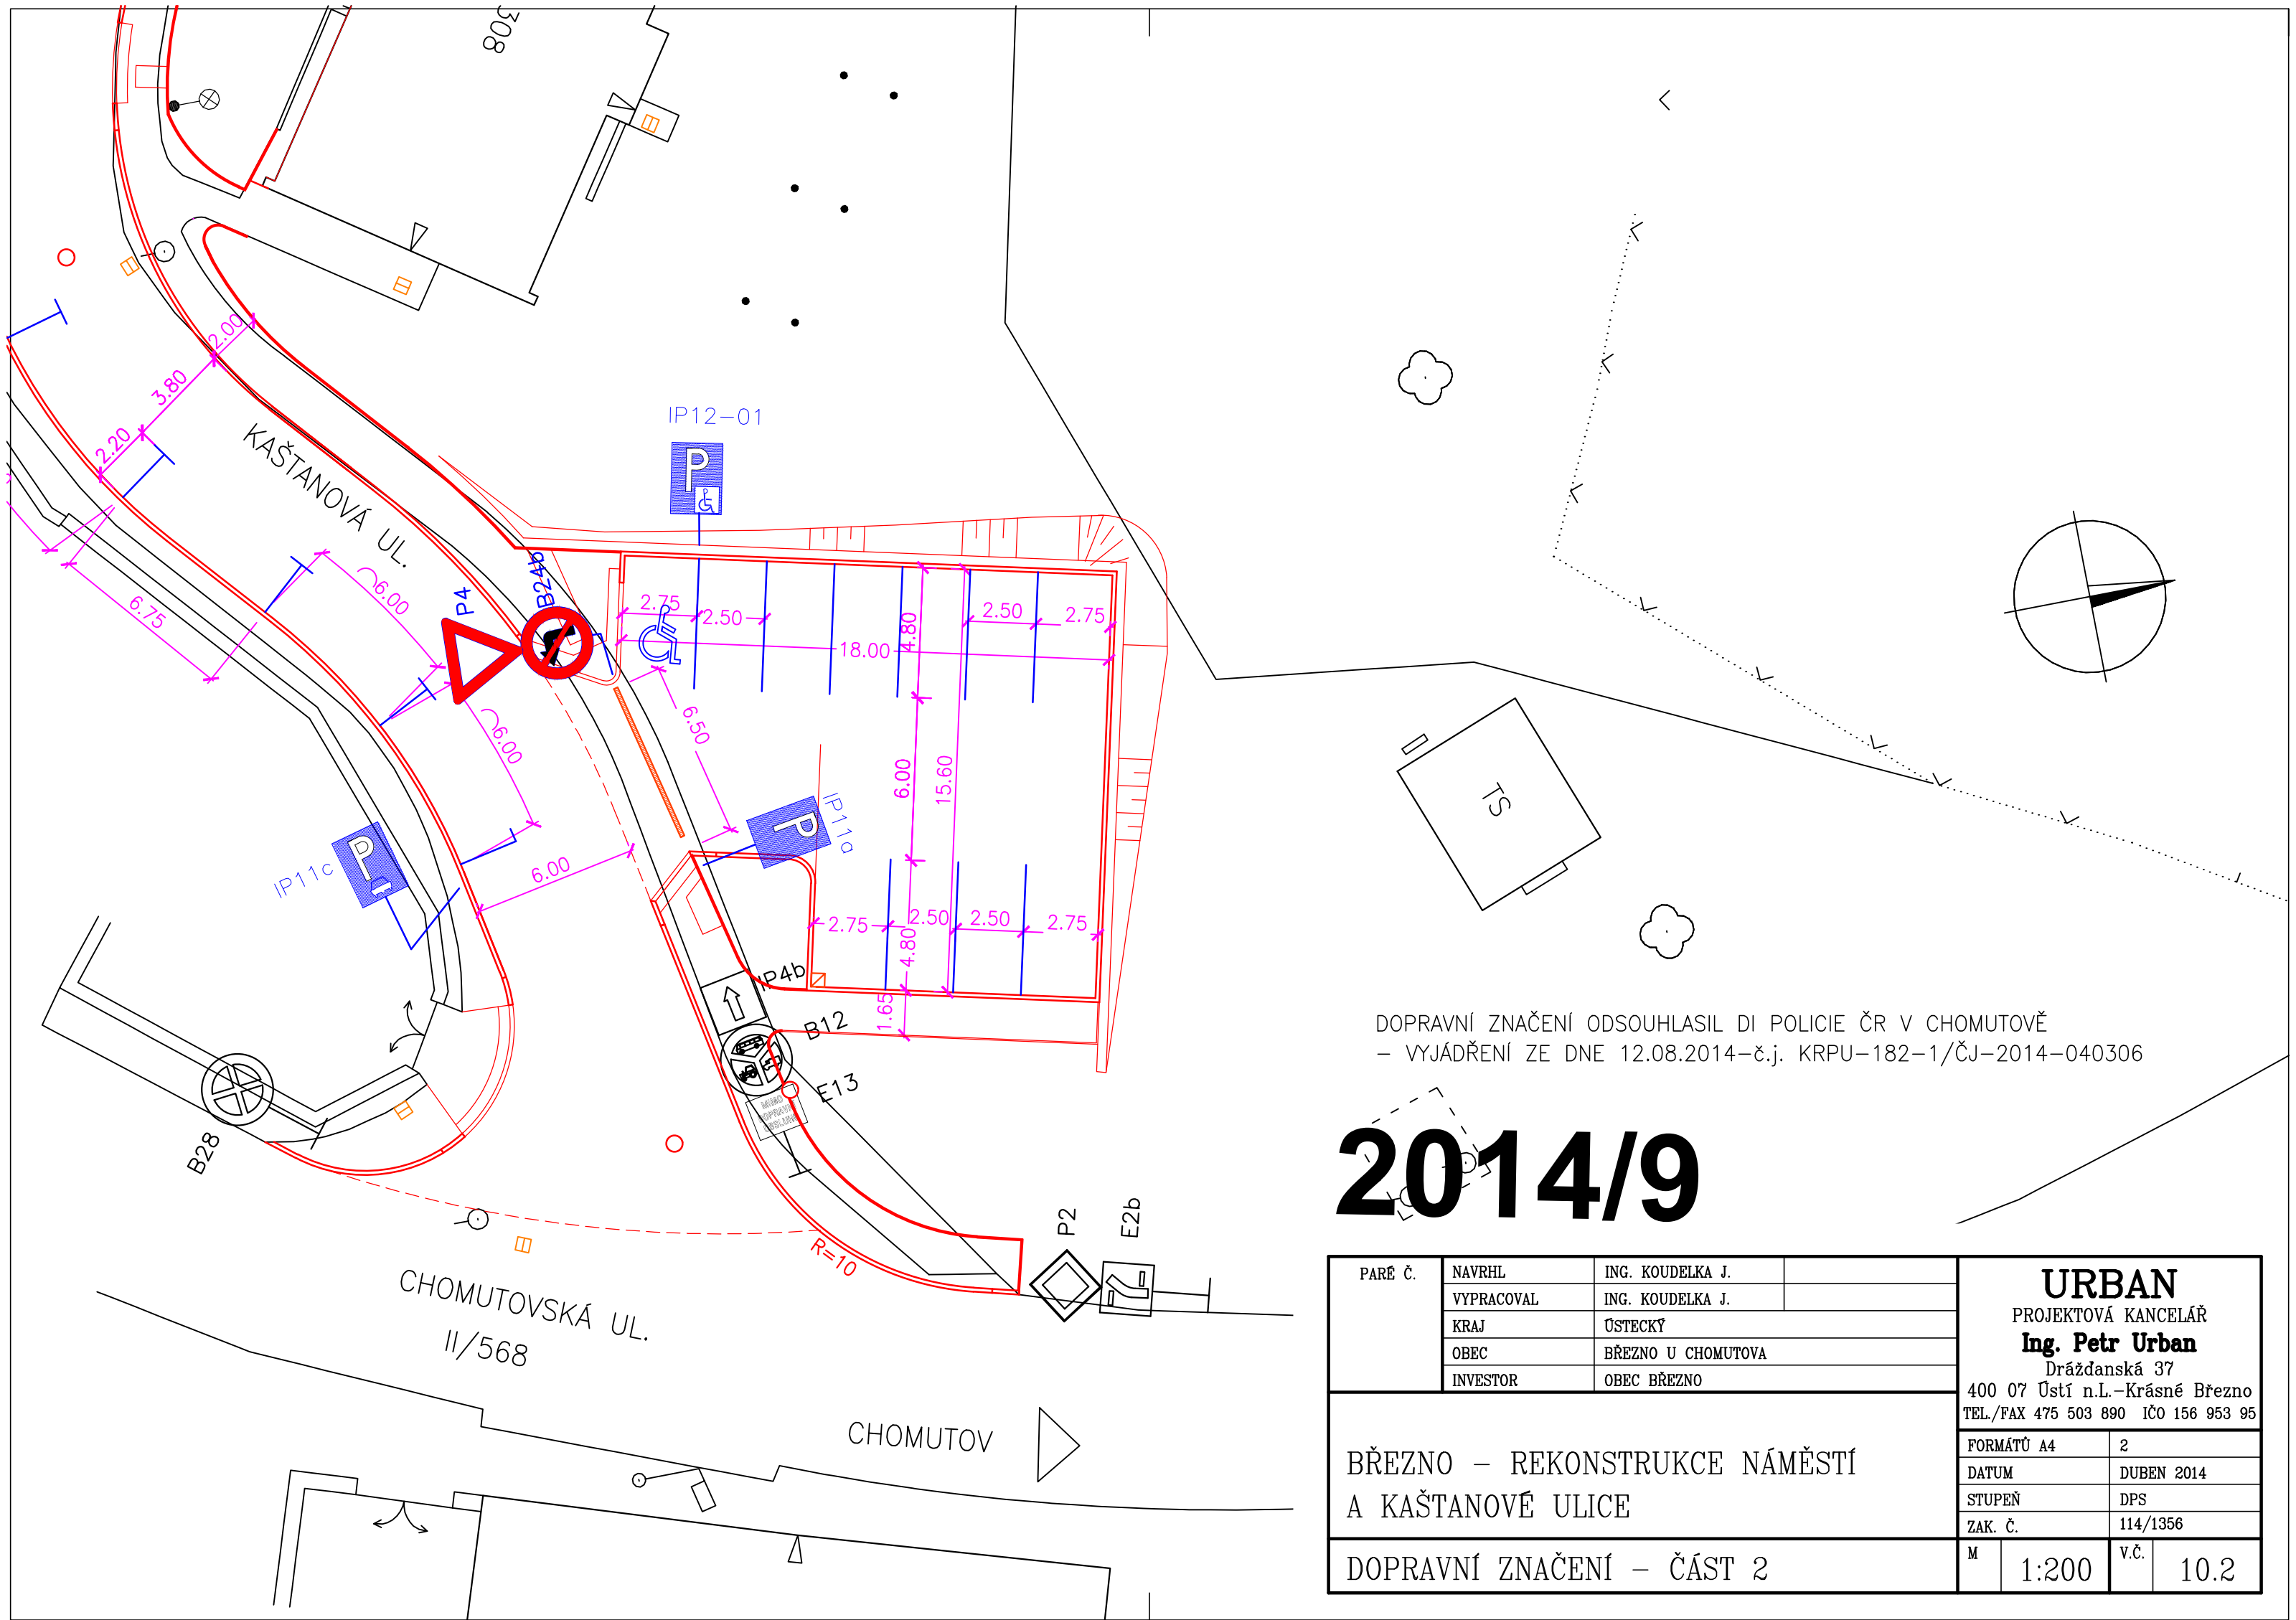 308
2.00
3.80
2.20
KAŠTANOVÁ UL.
IP12-01
P
6.75
6.00
P4
B24b
2.75
2.50
18.00
4.80
2.50
2.75
6.00
6.50
6.00
15.60
IP11a
P
IP11c
P
6.00
2.75
2.50
2.50
2.75
4.80
1.65
IP4b
B12
E13
MIMO
DOPRAVNÍ
OBSLUHY
B28
R=10
P2
E2b
CHOMUTOVSKÁ UL.
II/568
CHOMUTOV
TS
DOPRAVNÍ ZNAČENÍ ODSOUHLASIL DI POLICIE ČR V CHOMUTOVĚ
- VYJÁDŘENÍ ZE DNE 12.08.2014-č.j. KRPU-182-1/ČJ-2014-040306
2014/9
PARÉ Č.
NAVRHL ING. KOUDELKA J.
VYPRACOVAL ING. KOUDELKA J.
KRAJ ÚSTECKÝ
OBEC BŘEZNO U CHOMUTOVA
INVESTOR OBEC BŘEZNO
URBAN
PROJEKTOVÁ KANCELÁŘ
Ing. Petr Urban
Drážďanská 37
400 07 Ústí n.L.-Krásné Březno
TEL./FAX 475 503 890 IČO 156 953 95
BŘEZNO - REKONSTRUKCE NÁMĚSTÍ
A KAŠTANOVÉ ULICE
FORMÁTŮ A4 2
DATUM DUBEN 2014
STUPEŇ DPS
ZAK. Č. 114/1356
DOPRAVNÍ ZNAČENÍ - ČÁST 2
M 1:200 V.Č. 10.2